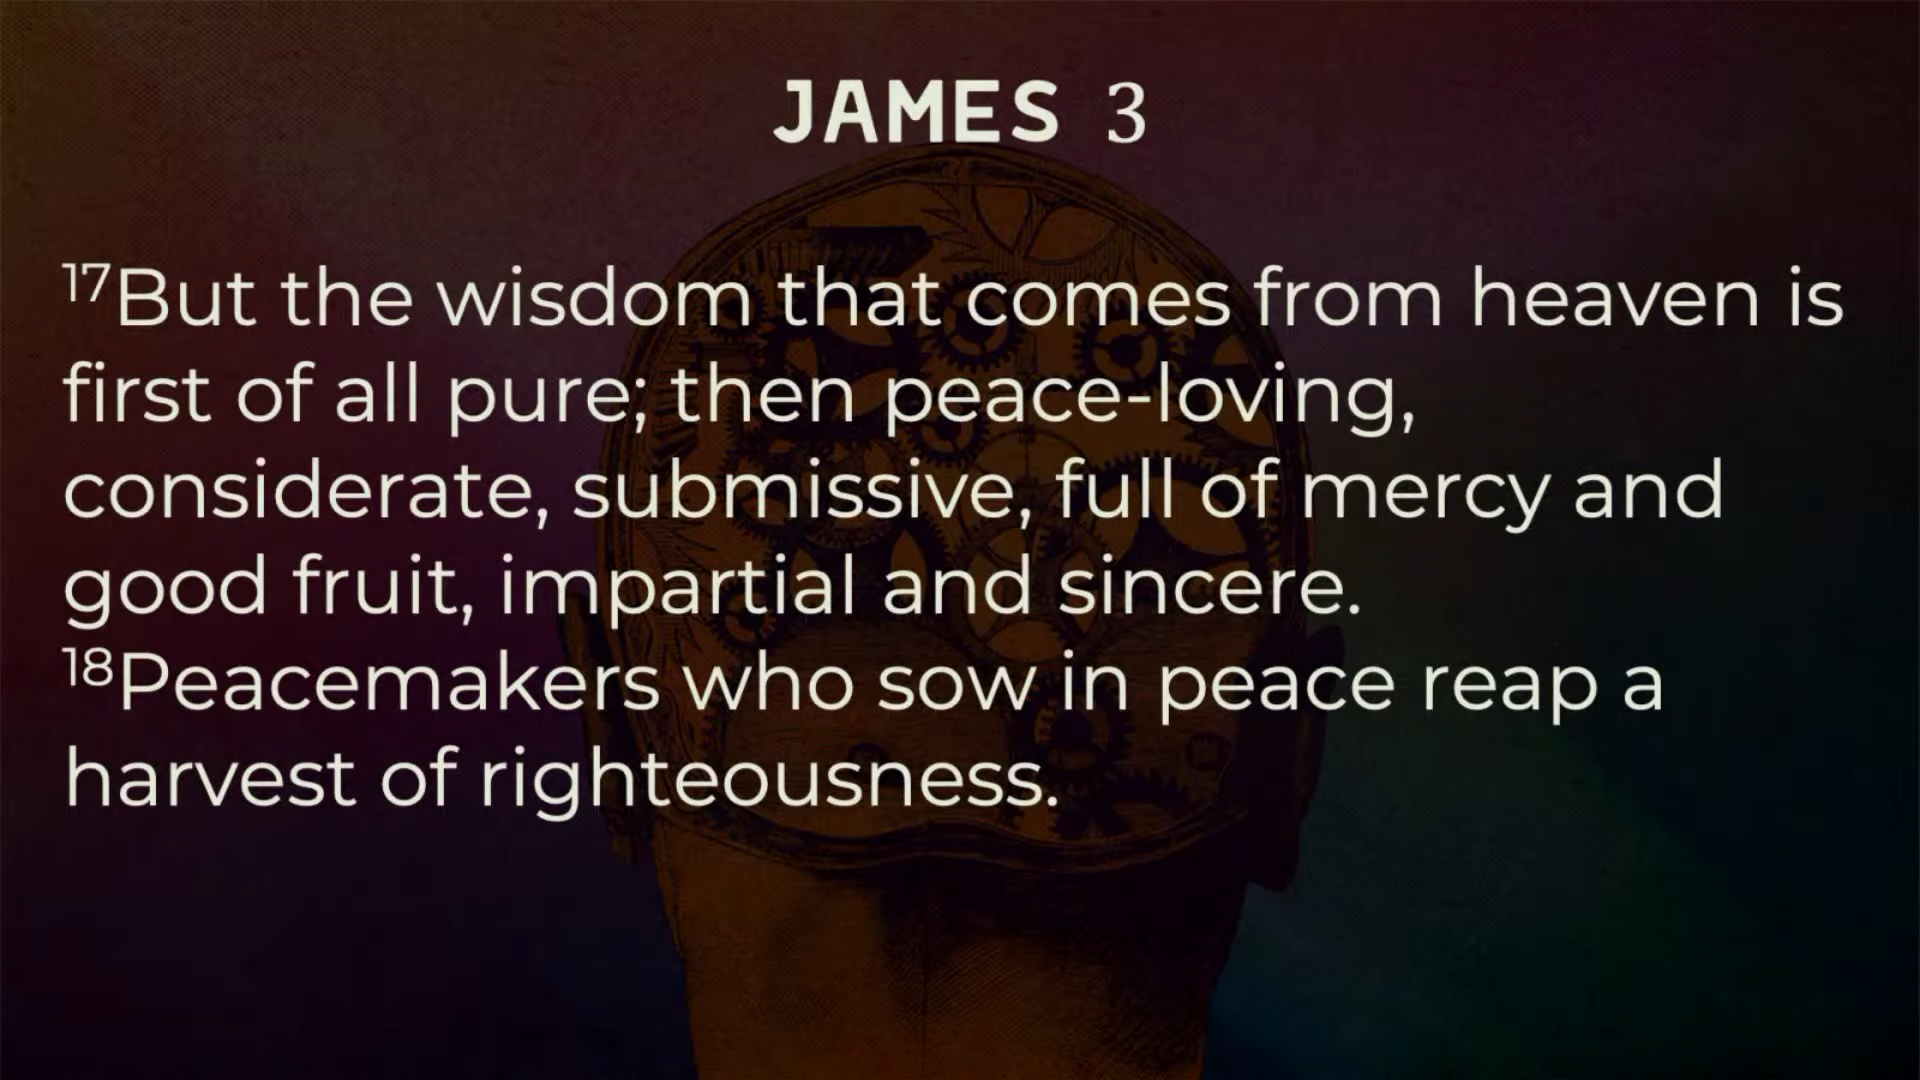 JAMES 3
17But the wisdom that comes from heaven is
first of all pure; then peace-loving,
considerate, submissive, full of mercy and
good fruit, impartial and sincere.
18Peacemakers who sow in peace reap a
harvest of righteousness.